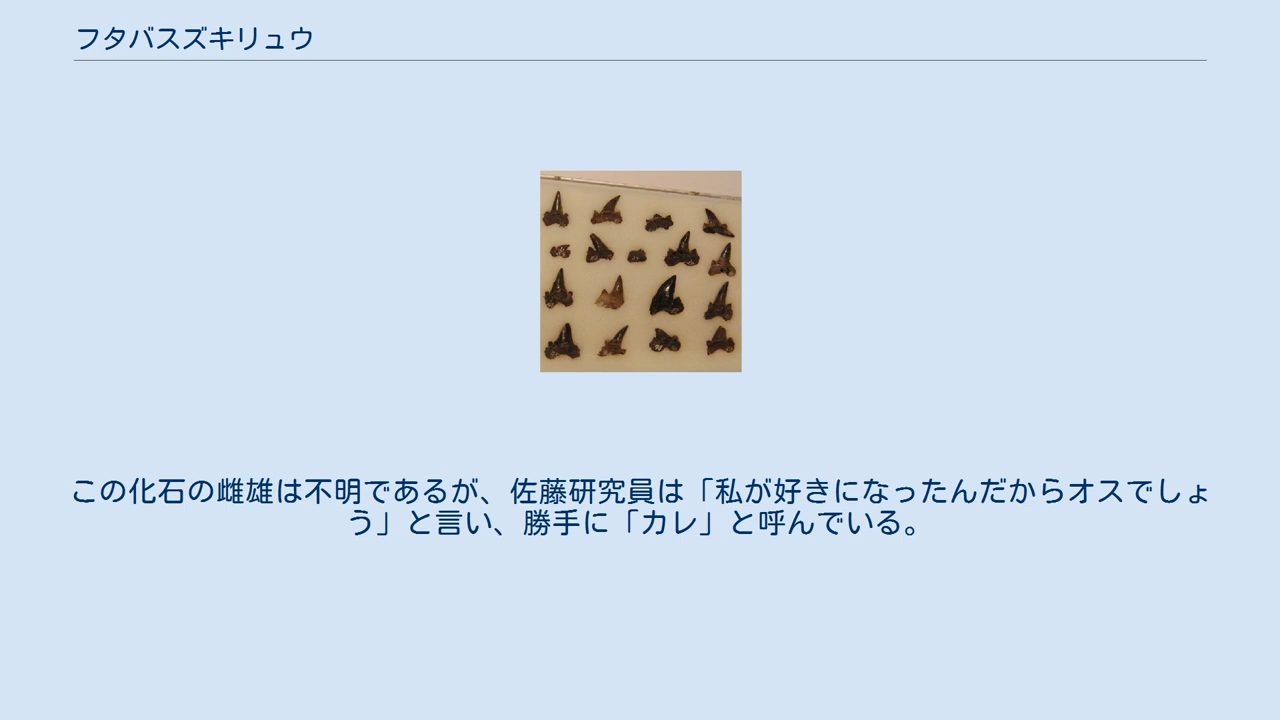 フタバスズキリュウ
この化石の雌雄は不明であるが、佐藤研究員は「私が好きになったんだからオスでしょ
う」と言い、勝手に「カレ」と呼んでいる。